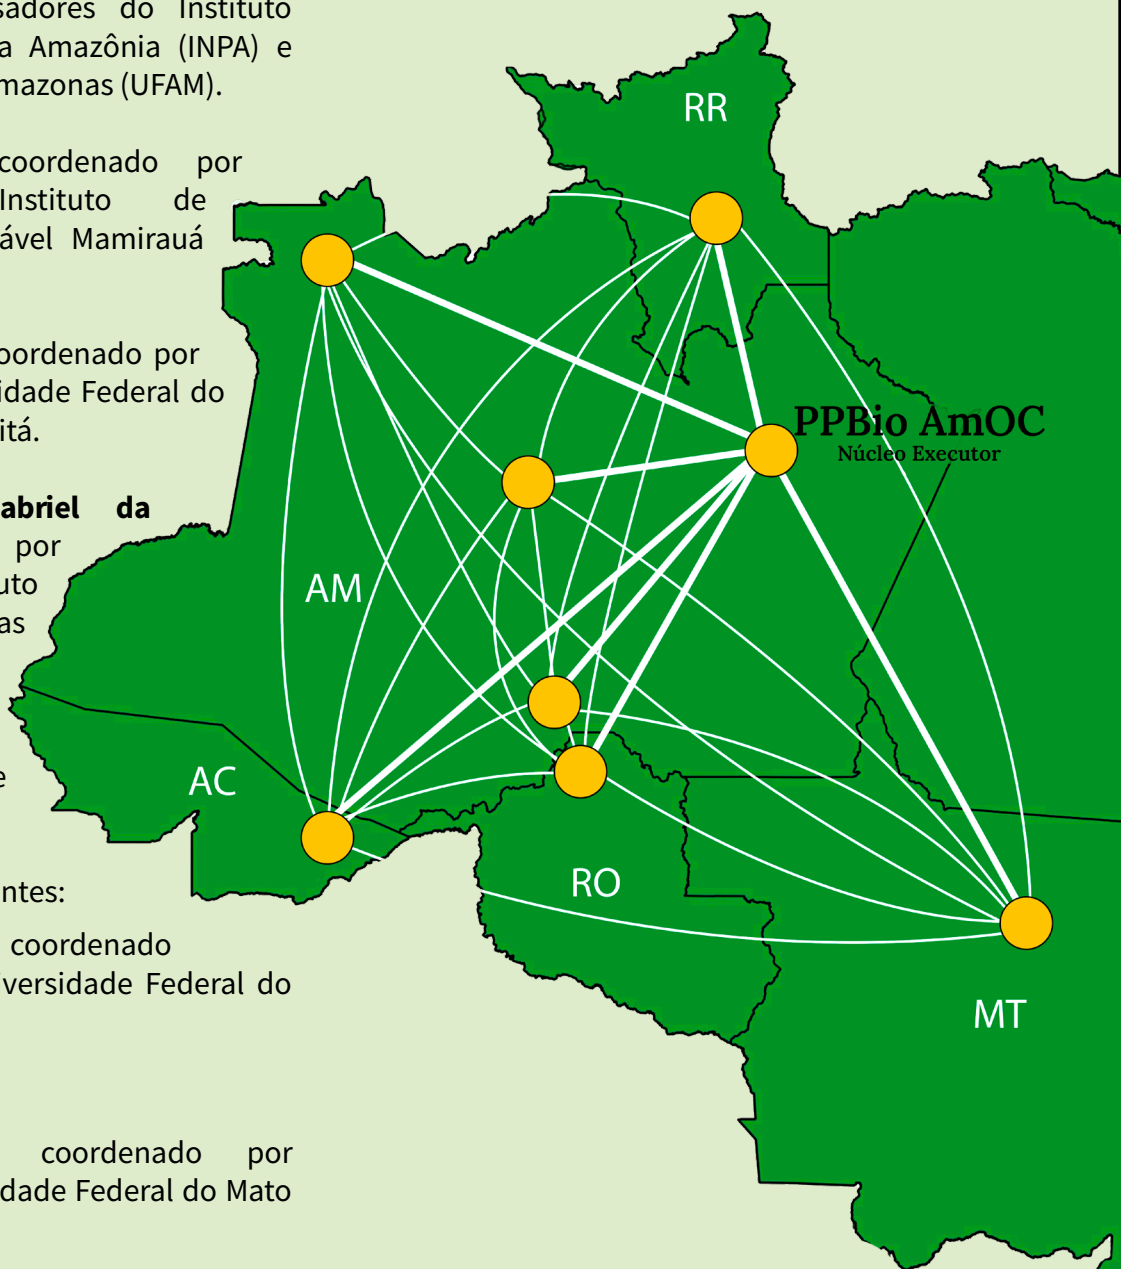 sadores do Instituto
a Amazônia (INPA) e
mazonas (UFAM).
coordenado por
Instituto de
ável Mamirauá
oordenado por
idade Federal do
itá.
abriel da
por
uto
as
e
ntes:
coordenado
versidade Federal do
coordenado por
dade Federal do Mato
RR
PPBio AmOC
Núcleo Executor
AM
AC
RO
MT